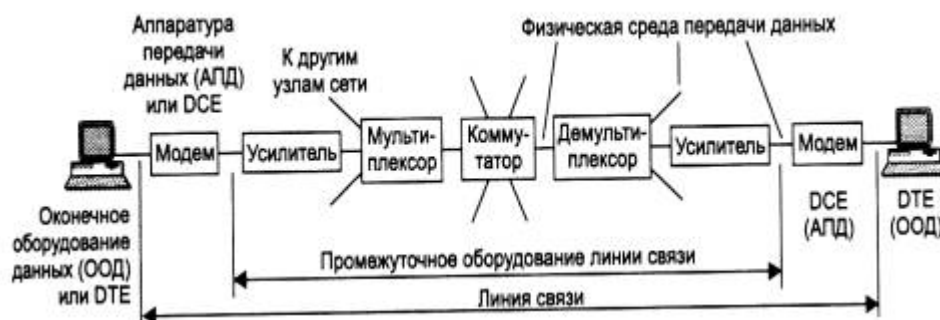 Аппаратура
передачи
данных (АПД)
или DCE
К другим
узлам сети
Физическая среда передачи данных
Модем
Усилитель
Мульти-
плексор
Комму-
татор
Демульти-
плексор
Усилитель
Модем
Оконечное
оборудование
данных (ООД)
или DTE
DCE
(АПД)
DTE
(ООД)
Промежуточное оборудование линии связи
Линия связи